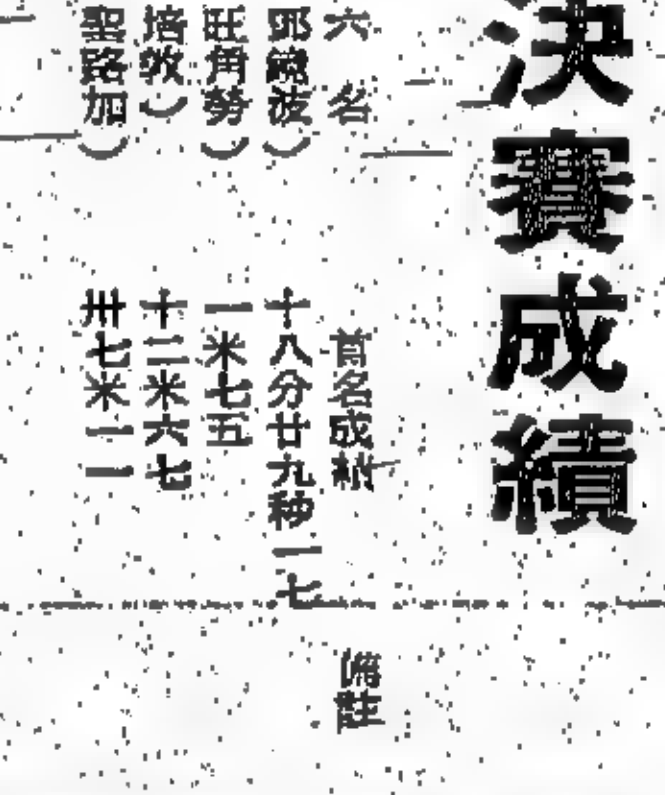 決賽成績
六名 首名成績 備註
鄧鏡波） 十八分廿九秒一七
旺角勞） 一米七五
培敦） 十二米六七
聖路加） 卅七米一一